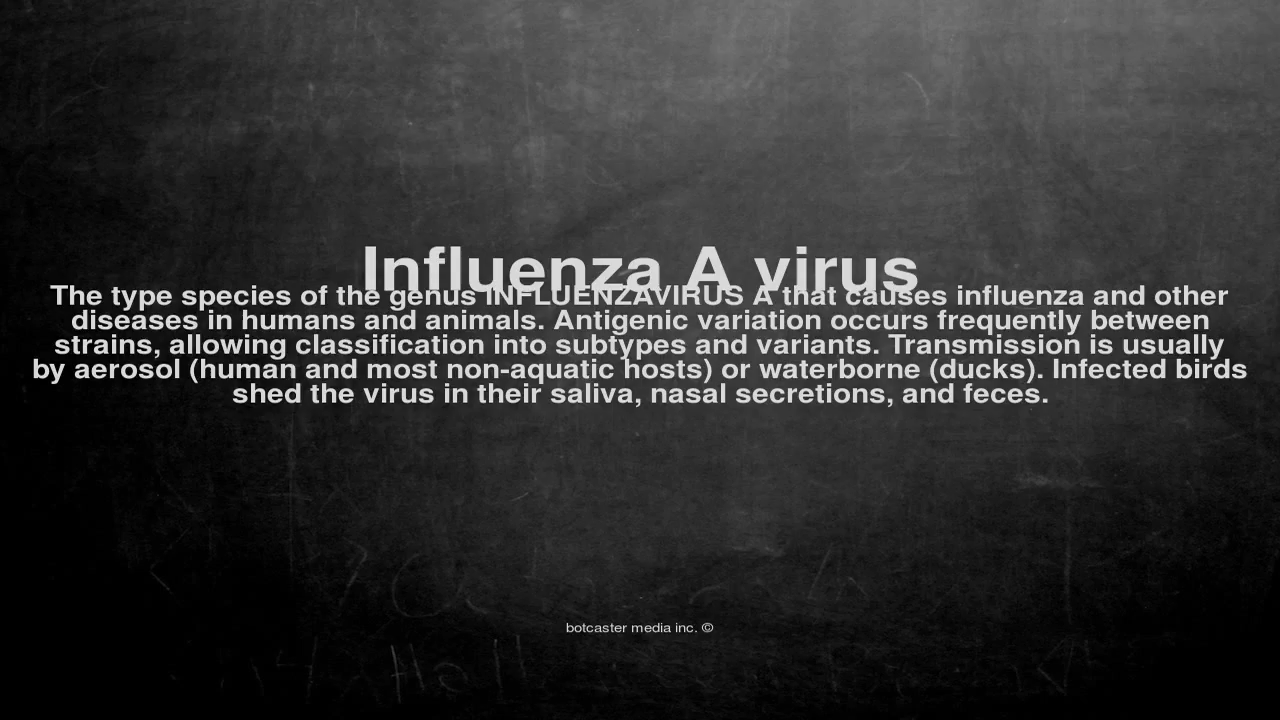 Influenza A virus
The type species of the genus INFLUENZAVIRUS A that causes influenza and other
diseases in humans and animals. Antigenic variation occurs frequently between
strains, allowing classification into subtypes and variants. Transmission is usually
by aerosol (human and most non-aquatic hosts) or waterborne (ducks). Infected birds
shed the virus in their saliva, nasal secretions, and feces.
botcaster media inc. ©